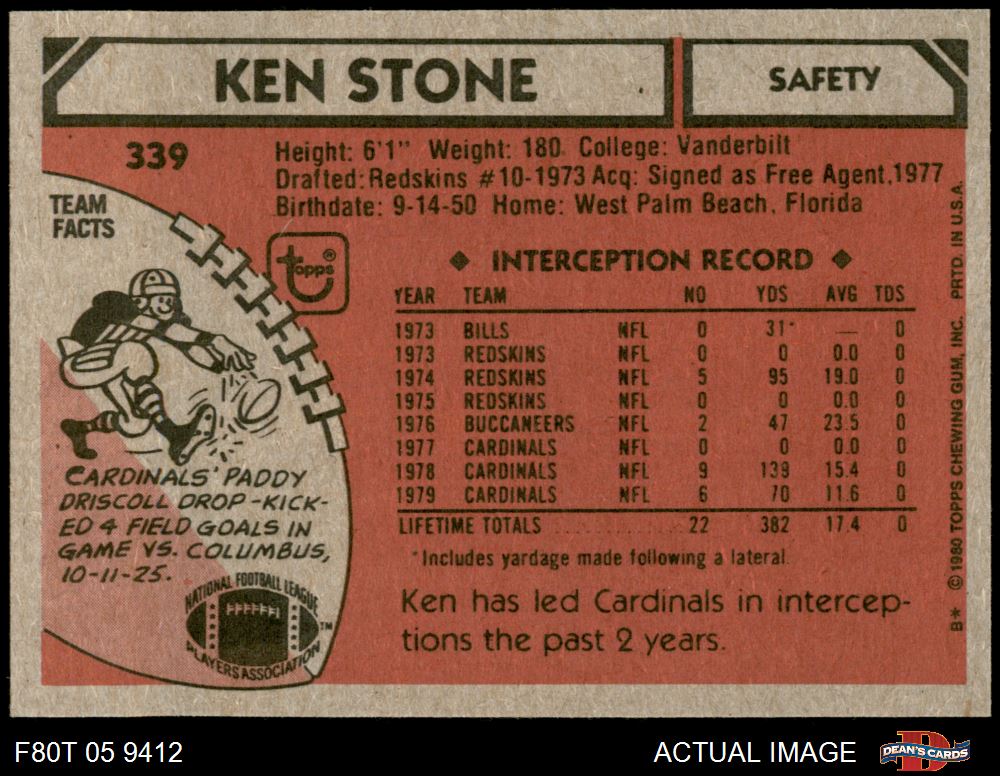 KEN STONE
SAFETY
339
Height: 6'1" Weight: 180 College: Vanderbilt
Drafted: Redskins #10-1973 Acq: Signed as Free Agent, 1977
Birthdate: 9-14-50 Home: West Palm Beach, Florida
TEAM
FACTS
topps®
◆ INTERCEPTION RECORD ◆
YEAR TEAM NO YDS AVG TDS
1973 BILLS NFL 0 31* — 0
1973 REDSKINS NFL 0 0 0.0 0
1974 REDSKINS NFL 5 95 19.0 0
1975 REDSKINS NFL 0 0 0.0 0
1976 BUCCANEERS NFL 2 47 23.5 0
1977 CARDINALS NFL 0 0 0.0 0
1978 CARDINALS NFL 9 139 15.4 0
1979 CARDINALS NFL 6 70 11.6 0
LIFETIME TOTALS 22 382 17.4 0
*Includes yardage made following a lateral.
Ken has led Cardinals in intercep-
tions the past 2 years.
CARDINALS' PADDY
DRISCOLL DROP-KICK-
ED 4 FIELD GOALS IN
GAME VS. COLUMBUS,
10-11-25.
NATIONAL FOOTBALL LEAGUE
PLAYERS ASSOCIATION
TM
B* © 1980 TOPPS CHEWING GUM, INC. PRTD. IN U.S.A.
F80T 05 9412
ACTUAL IMAGE
D
DEAN'S CARDS